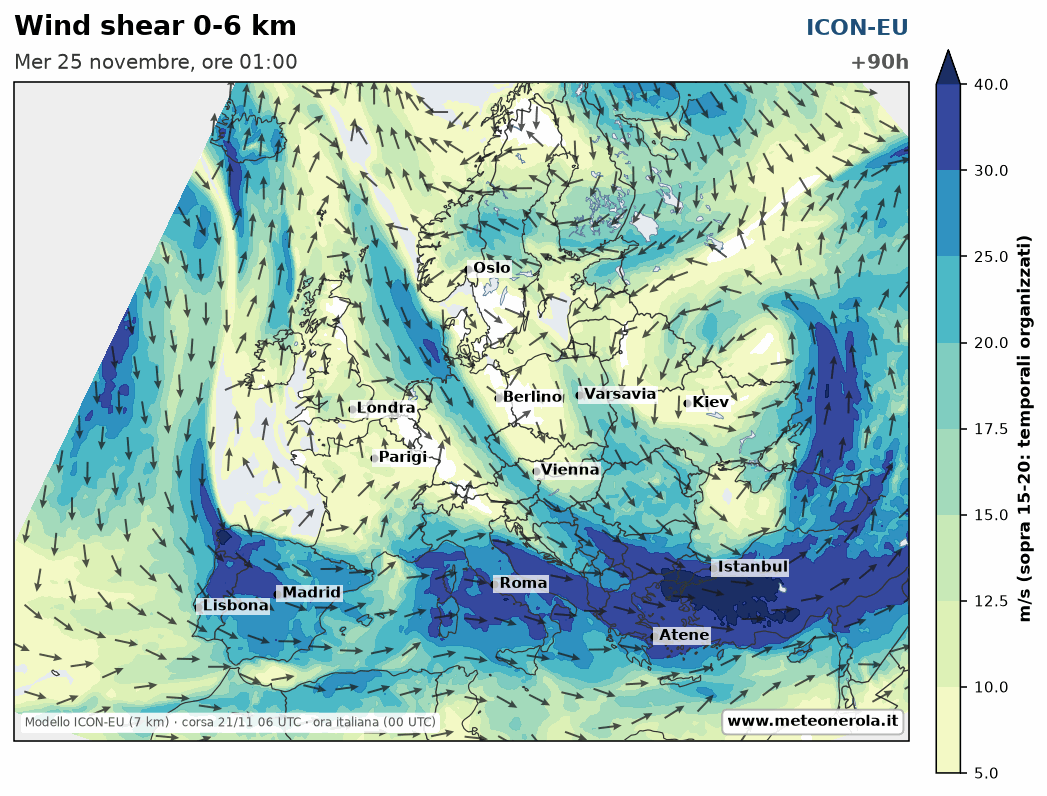 Wind shear 0-6 km
ICON-EU
Mer 25 novembre, ore 01:00
+90h
40.0
30.0
25.0
20.0
17.5
15.0
12.5
10.0
5.0
m/s (sopra 15-20: temporali organizzati)
Oslo
Londra
Berlino
Varsavia
Kiev
Parigi
Vienna
Istanbul
Roma
Madrid
Lisbona
Atene
Modello ICON-EU (7 km) · corsa 21/11 06 UTC · ora italiana (00 UTC)
www.meteonerola.it